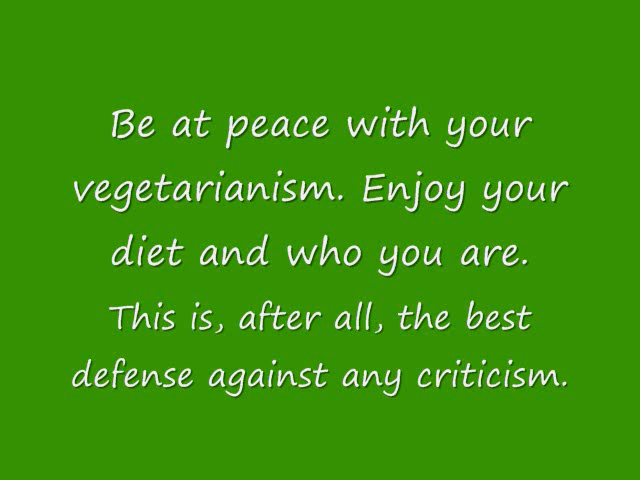 Be at peace with your
vegetarianism. Enjoy your
diet and who you are.
This is, after all, the best
defense against any criticism.